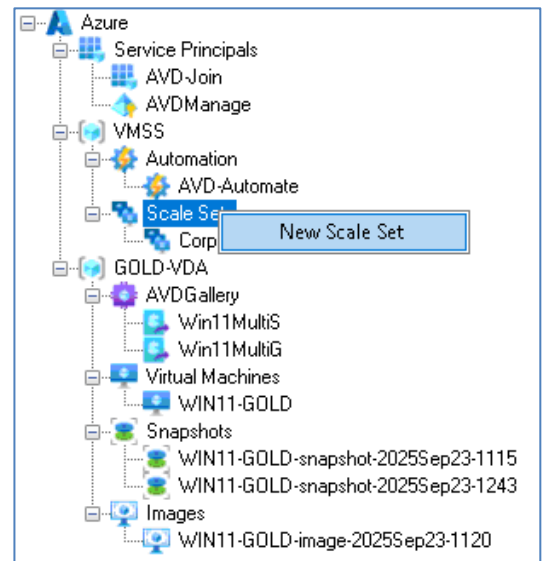 Azure
Service Principals
AVD-Join
AVDManage
VMSS
Automation
AVD-Automate
Scale Se
New Scale Set
Corp
GOLD-VDA
AVDGallery
Win11MultiS
Win11MultiG
Virtual Machines
WIN11-GOLD
Snapshots
WIN11-GOLD-snapshot-2025Sep23-1115
WIN11-GOLD-snapshot-2025Sep23-1243
Images
WIN11-GOLD-image-2025Sep23-1120